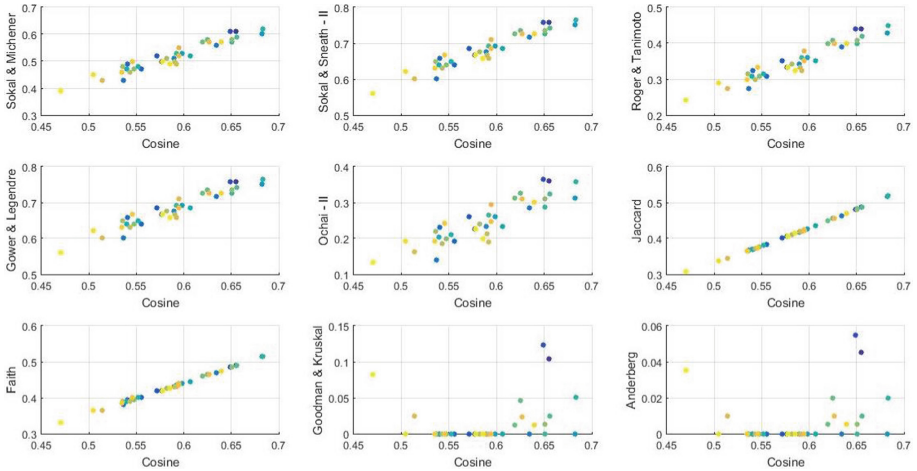 Sokal & Michener
0.7
0.6
0.5
0.4
0.3
0.45 0.5 0.55 0.6 0.65 0.7
Cosine
Sokal & Sneath - II
0.8
0.7
0.6
0.5
0.45 0.5 0.55 0.6 0.65 0.7
Cosine
Roger & Tanimoto
0.5
0.4
0.3
0.2
0.45 0.5 0.55 0.6 0.65 0.7
Cosine
Gower & Legendre
0.8
0.7
0.6
0.5
0.45 0.5 0.55 0.6 0.65 0.7
Cosine
Ochai - II
0.4
0.3
0.2
0.1
0.45 0.5 0.55 0.6 0.65 0.7
Cosine
Jaccard
0.6
0.5
0.4
0.3
0.45 0.5 0.55 0.6 0.65 0.7
Cosine
Faith
0.6
0.5
0.4
0.3
0.45 0.5 0.55 0.6 0.65 0.7
Cosine
Goodman & Kruskal
0.15
0.1
0.05
0
0.45 0.5 0.55 0.6 0.65 0.7
Cosine
Anderberg
0.06
0.04
0.02
0
0.45 0.5 0.55 0.6 0.65 0.7
Cosine